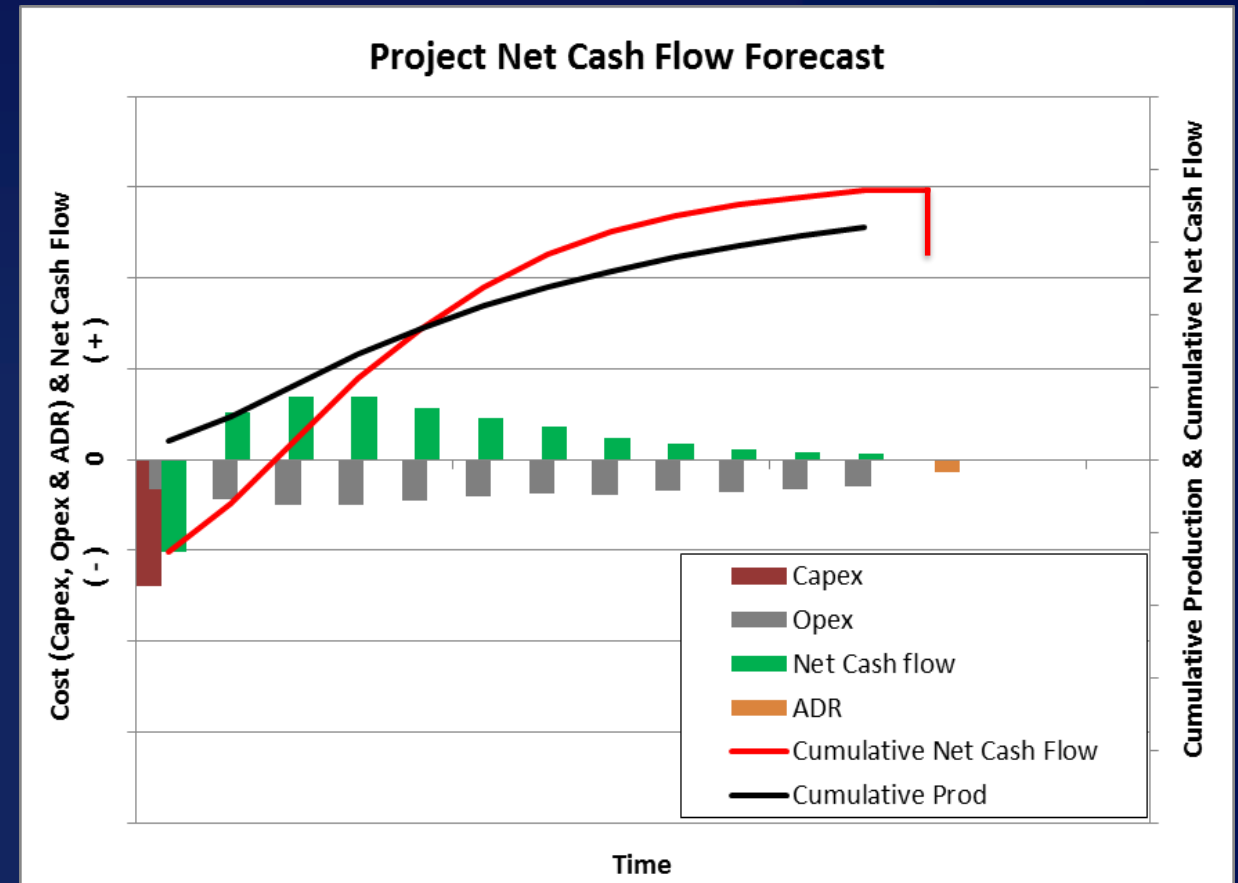 Project Net Cash Flow Forecast
Cost (Capex, Opex & ADR) & Net Cash Flow
( - ) 0 ( + )
Cumulative Production & Cumulative Net Cash Flow
Capex
Opex
Net Cash flow
ADR
Cumulative Net Cash Flow
Cumulative Prod
Time